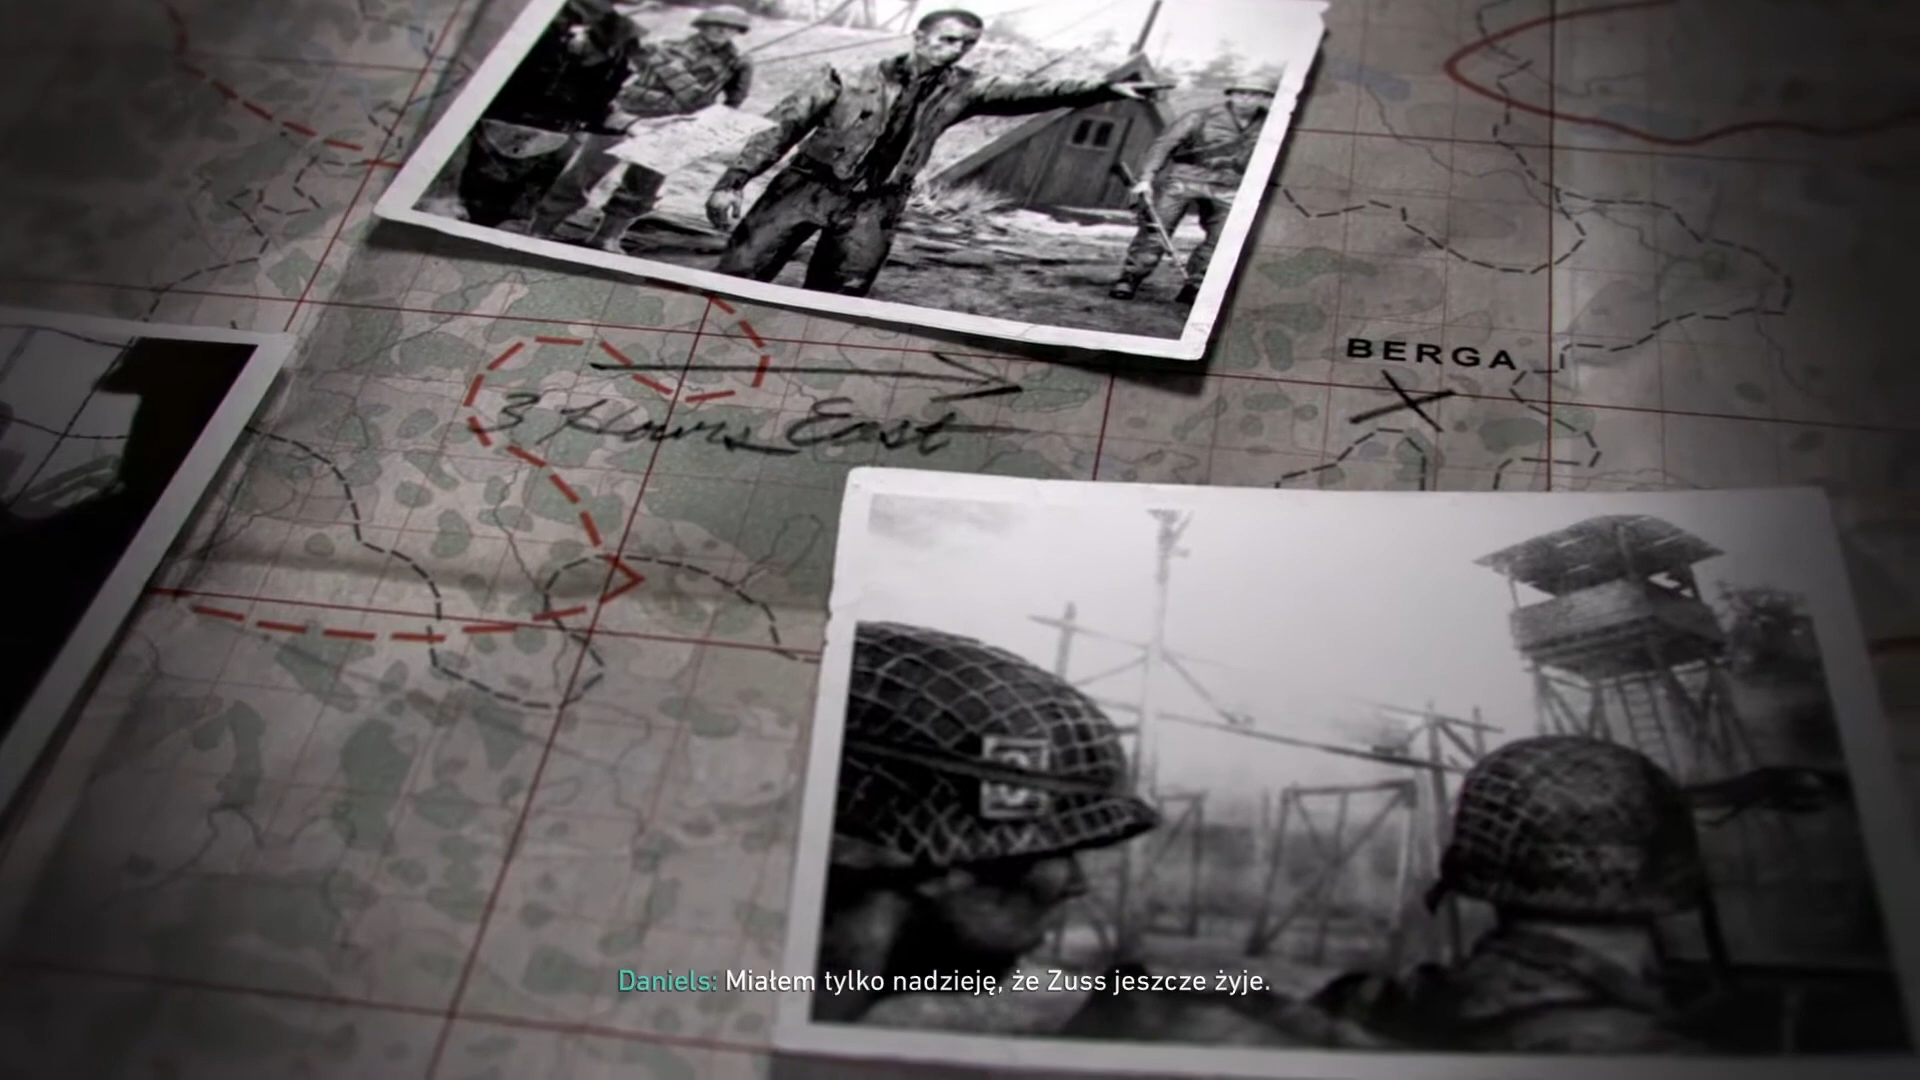 BERGA
3 Hours East
Daniels: Miałem tylko nadzieję, że Zuss jeszcze żyje.